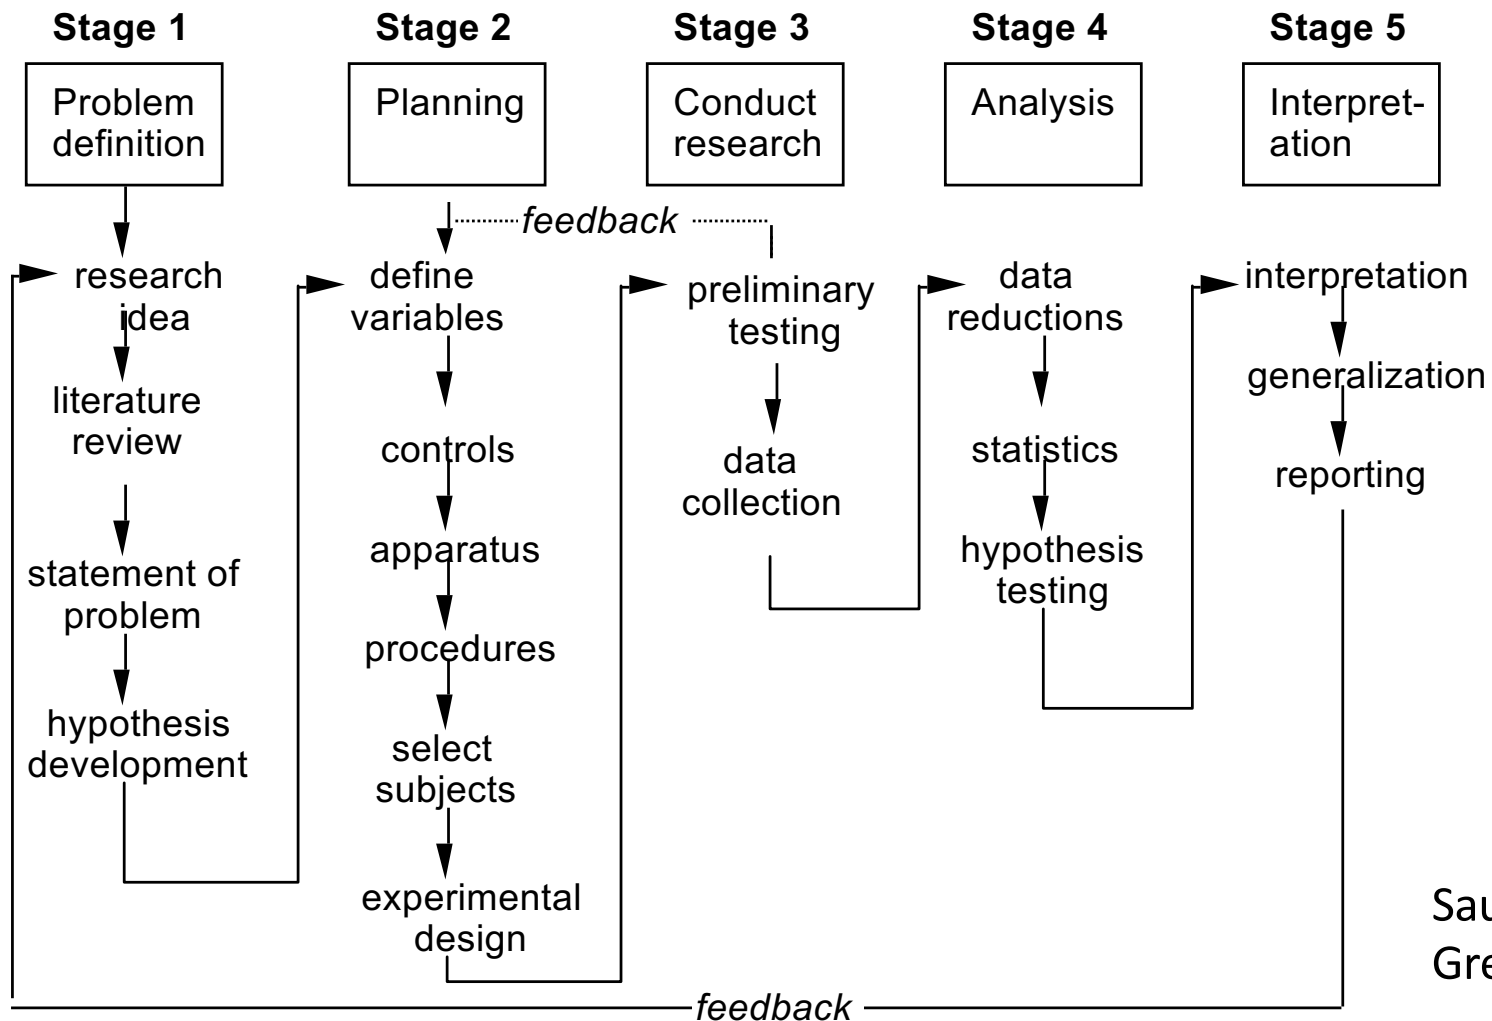 Stage 1
Problem
definition
research
idea
literature
review
statement of
problem
hypothesis
development
Stage 2
Planning
feedback
define
variables
controls
apparatus
procedures
select
subjects
experimental
design
Stage 3
Conduct
research
preliminary
testing
data
collection
Stage 4
Analysis
data
reductions
statistics
hypothesis
testing
Stage 5
Interpret-
ation
interpretation
generalization
reporting
feedback